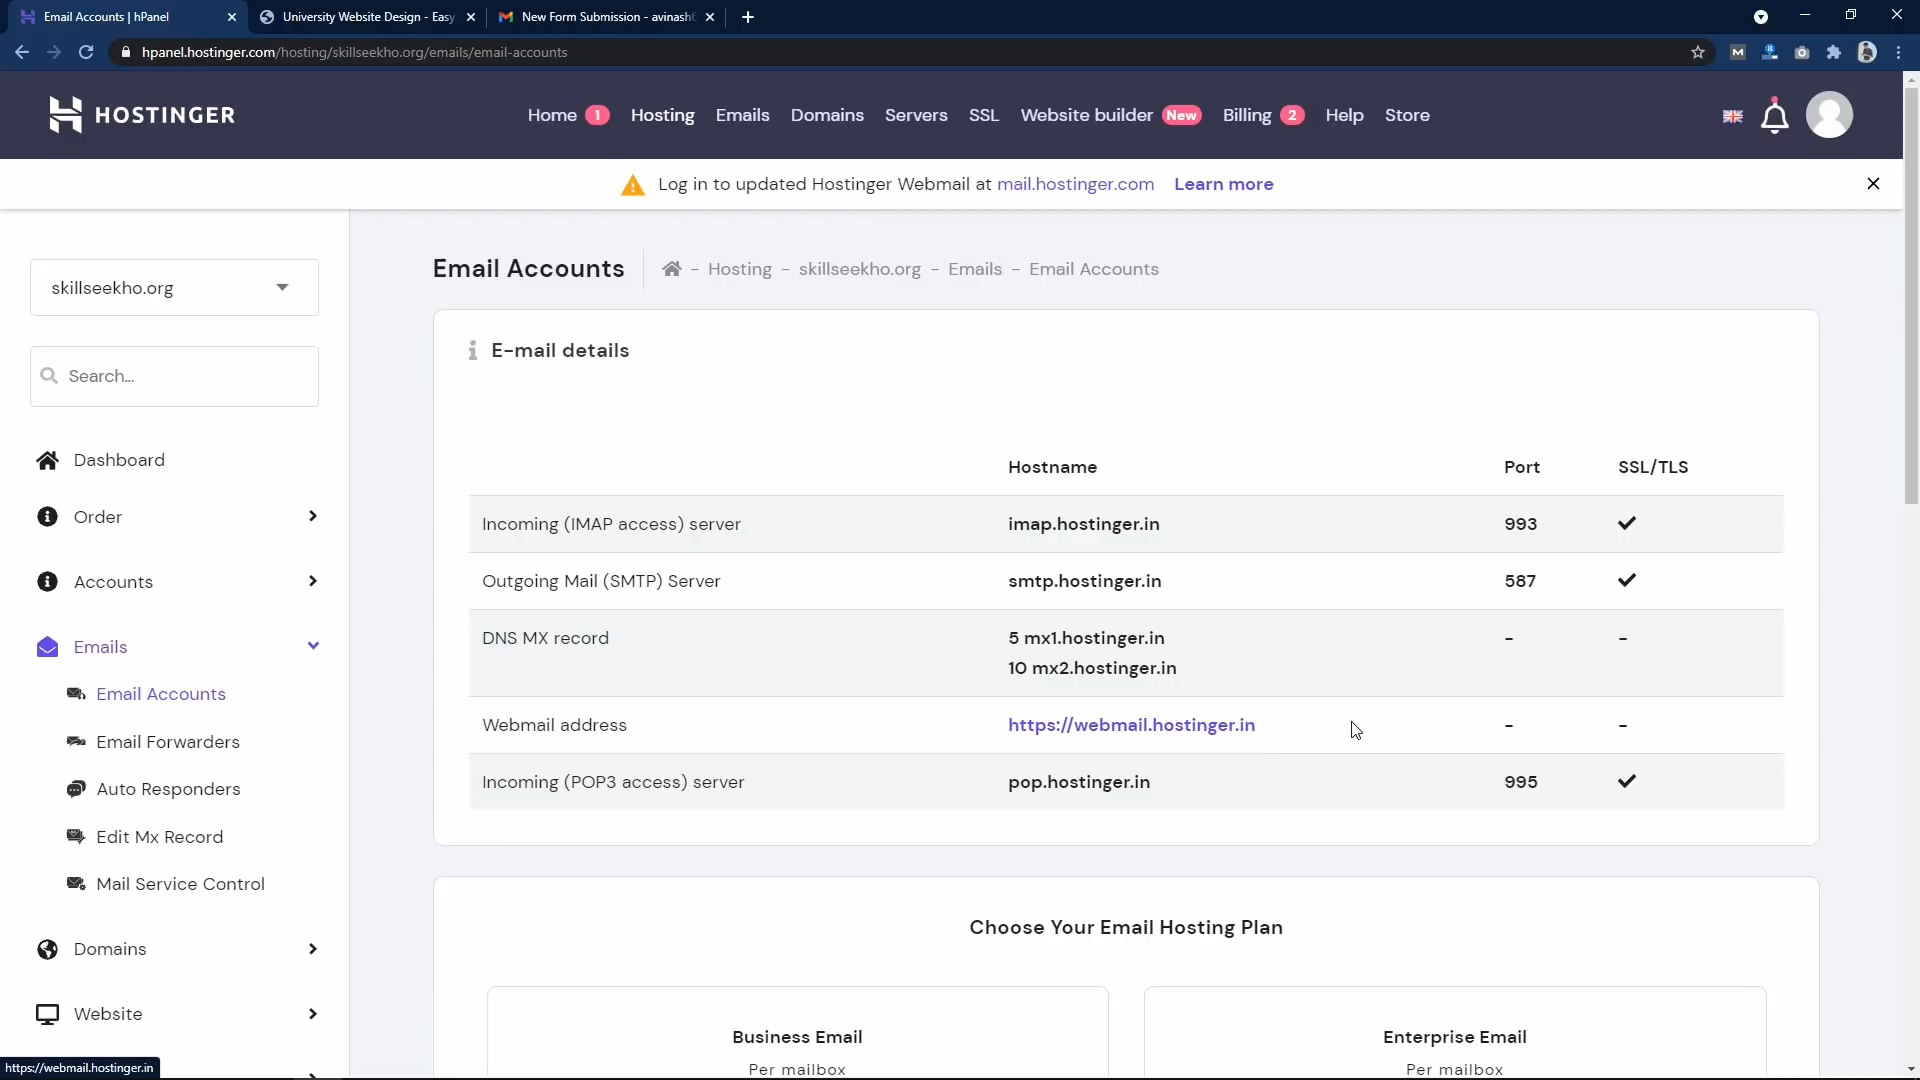 Email Accounts | hPanel
University Website Design - Easy
New Form Submission - avinash
hpanel.hostinger.com/hosting/skillseekho.org/emails/email-accounts
HOSTINGER
Home 1 Hosting Emails Domains Servers SSL Website builder New Billing 2 Help Store
Log in to updated Hostinger Webmail at mail.hostinger.com Learn more
skillseekho.org
Search...
Dashboard
Order
Accounts
Emails
Email Accounts
Email Forwarders
Auto Responders
Edit Mx Record
Mail Service Control
Domains
Website
Email Accounts
- Hosting - skillseekho.org - Emails - Email Accounts
E-mail details
Hostname Port SSL/TLS
Incoming (IMAP access) server imap.hostinger.in 993
Outgoing Mail (SMTP) Server smtp.hostinger.in 587
DNS MX record 5 mx1.hostinger.in - -
10 mx2.hostinger.in
Webmail address https://webmail.hostinger.in - -
Incoming (POP3 access) server pop.hostinger.in 995
Choose Your Email Hosting Plan
Business Email
Per mailbox
Enterprise Email
Per mailbox
https://webmail.hostinger.in